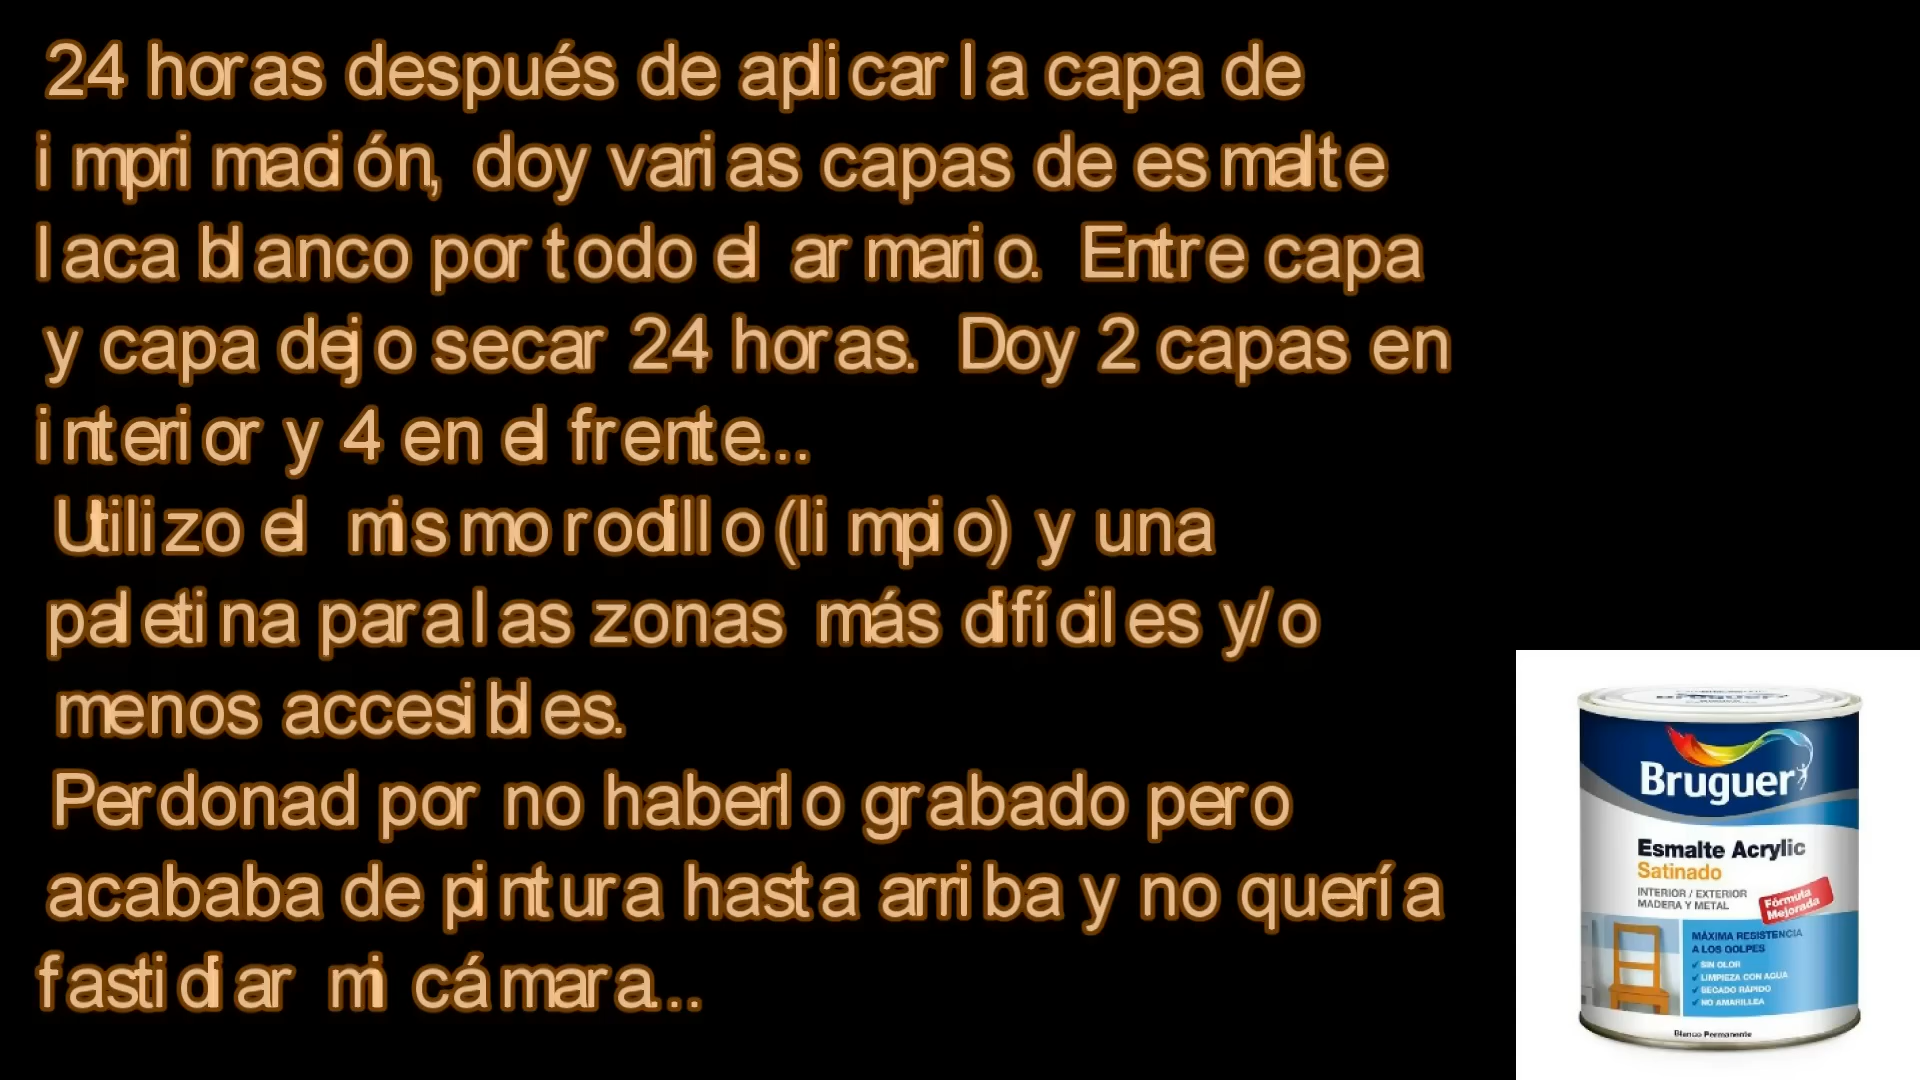 24 horas después de aplicar la capa de
imprimación, doy varias capas de esmalte
laca blanco por todo el armario. Entre capa
y capa dejo secar 24 horas. Doy 2 capas en
interior y 4 en el frente...
Utilizo el mismo rodillo (limpio) y una
paletina para las zonas más difíciles y/o
menos accesibles.
Perdonad por no haberlo grabado pero
acababa de pintura hasta arriba y no quería
fastidiar mi cámara...
Bruguer
Esmalte Acrylic
Satinado
INTERIOR / EXTERIOR
MADERA Y METAL
Fórmula
Mejorada
MÁXIMA RESISTENCIA
A LOS GOLPES
✓ SIN OLOR
✓ LIMPIEZA CON AGUA
✓ SECADO RÁPIDO
✓ NO AMARILLEA
Blanco Permanente